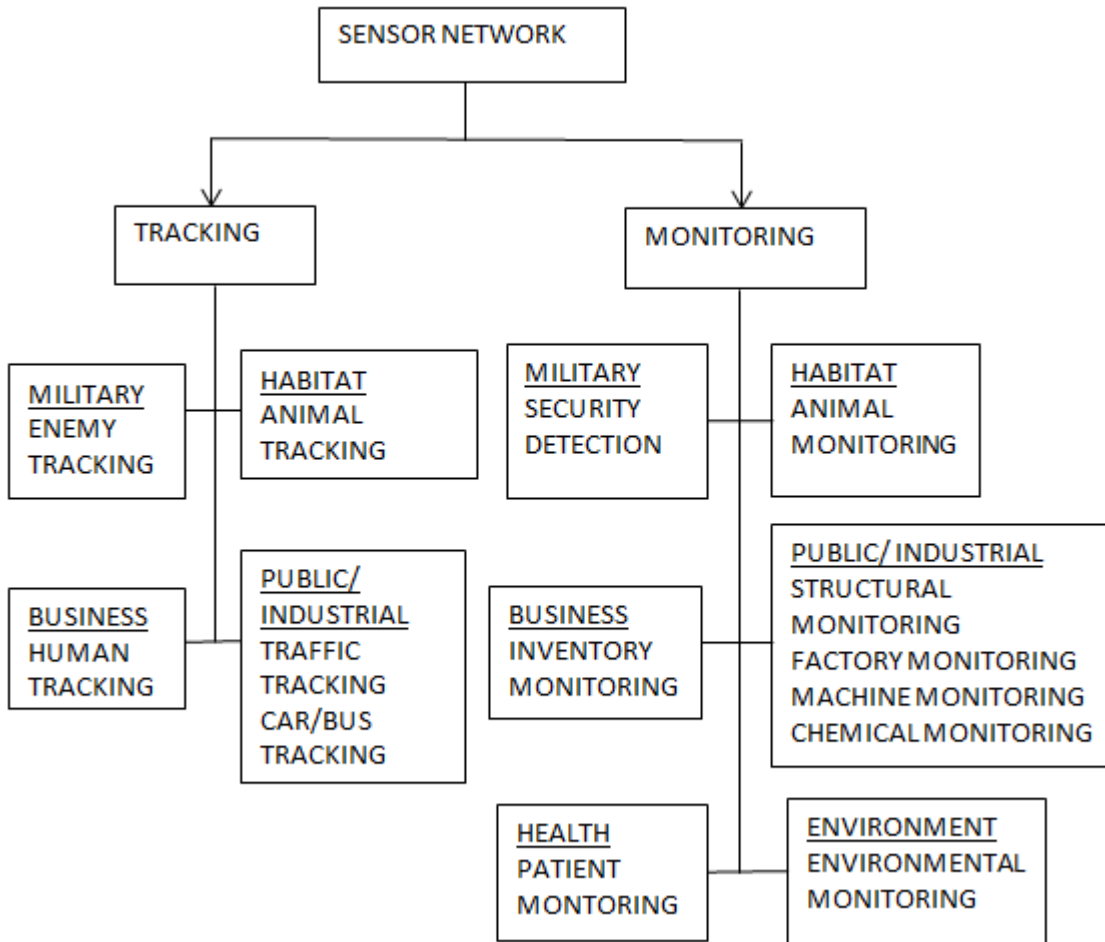 SENSOR NETWORK
TRACKING
MONITORING
MILITARY
ENEMY
TRACKING
HABITAT
ANIMAL
TRACKING
MILITARY
SECURITY
DETECTION
HABITAT
ANIMAL
MONITORING
BUSINESS
HUMAN
TRACKING
PUBLIC/
INDUSTRIAL
TRAFFIC
TRACKING
CAR/BUS
TRACKING
BUSINESS
INVENTORY
MONITORING
PUBLIC/ INDUSTRIAL
STRUCTURAL
MONITORING
FACTORY MONITORING
MACHINE MONITORING
CHEMICAL MONITORING
HEALTH
PATIENT
MONTORING
ENVIRONMENT
ENVIRONMENTAL
MONITORING